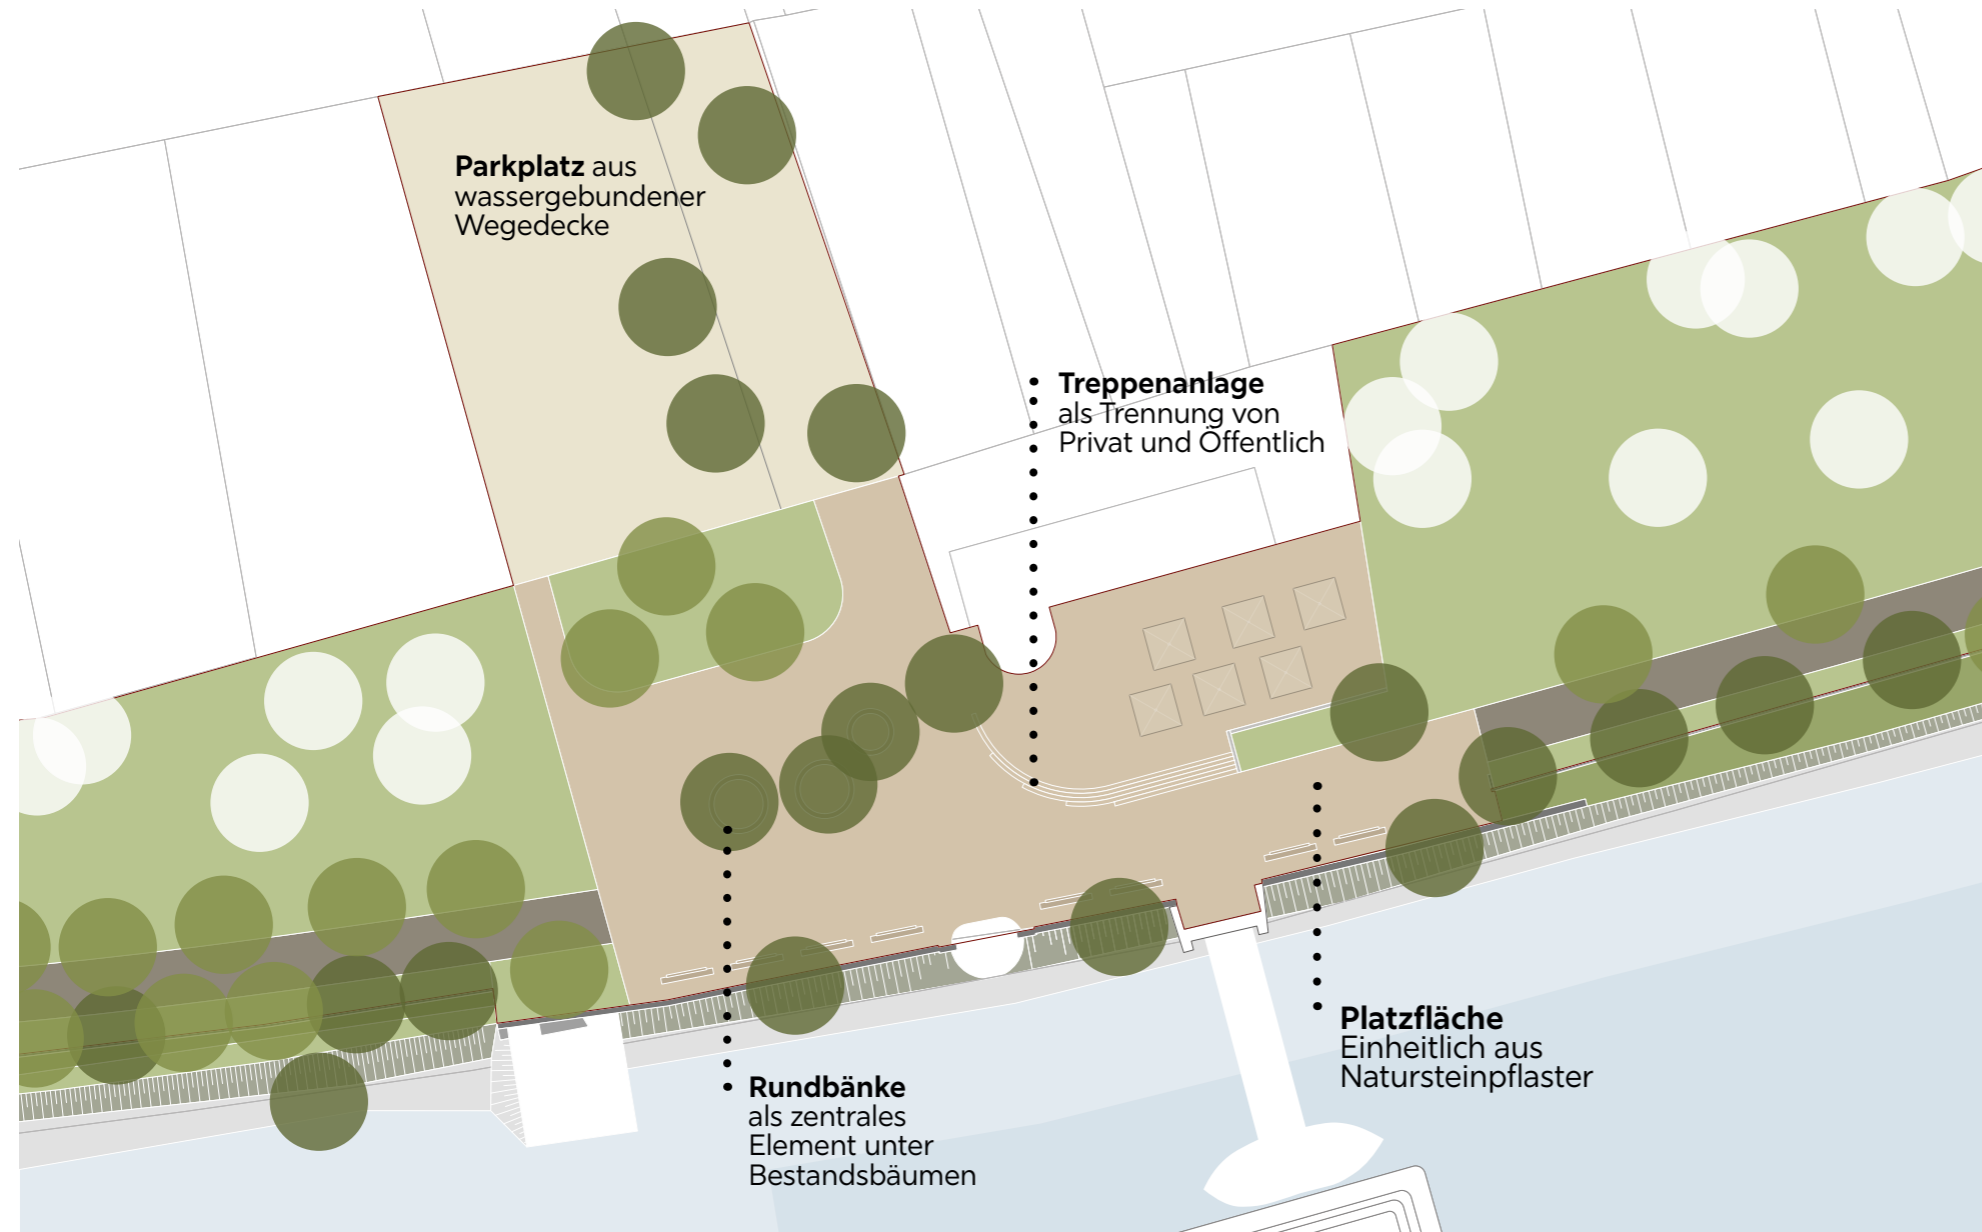 Parkplatz aus
wassergebundener
Wegedecke
Treppenanlage
als Trennung von
Privat und Öffentlich
Platzfläche
Einheitlich aus
Natursteinpflaster
Rundbänke
als zentrales
Element unter
Bestandsbäumen